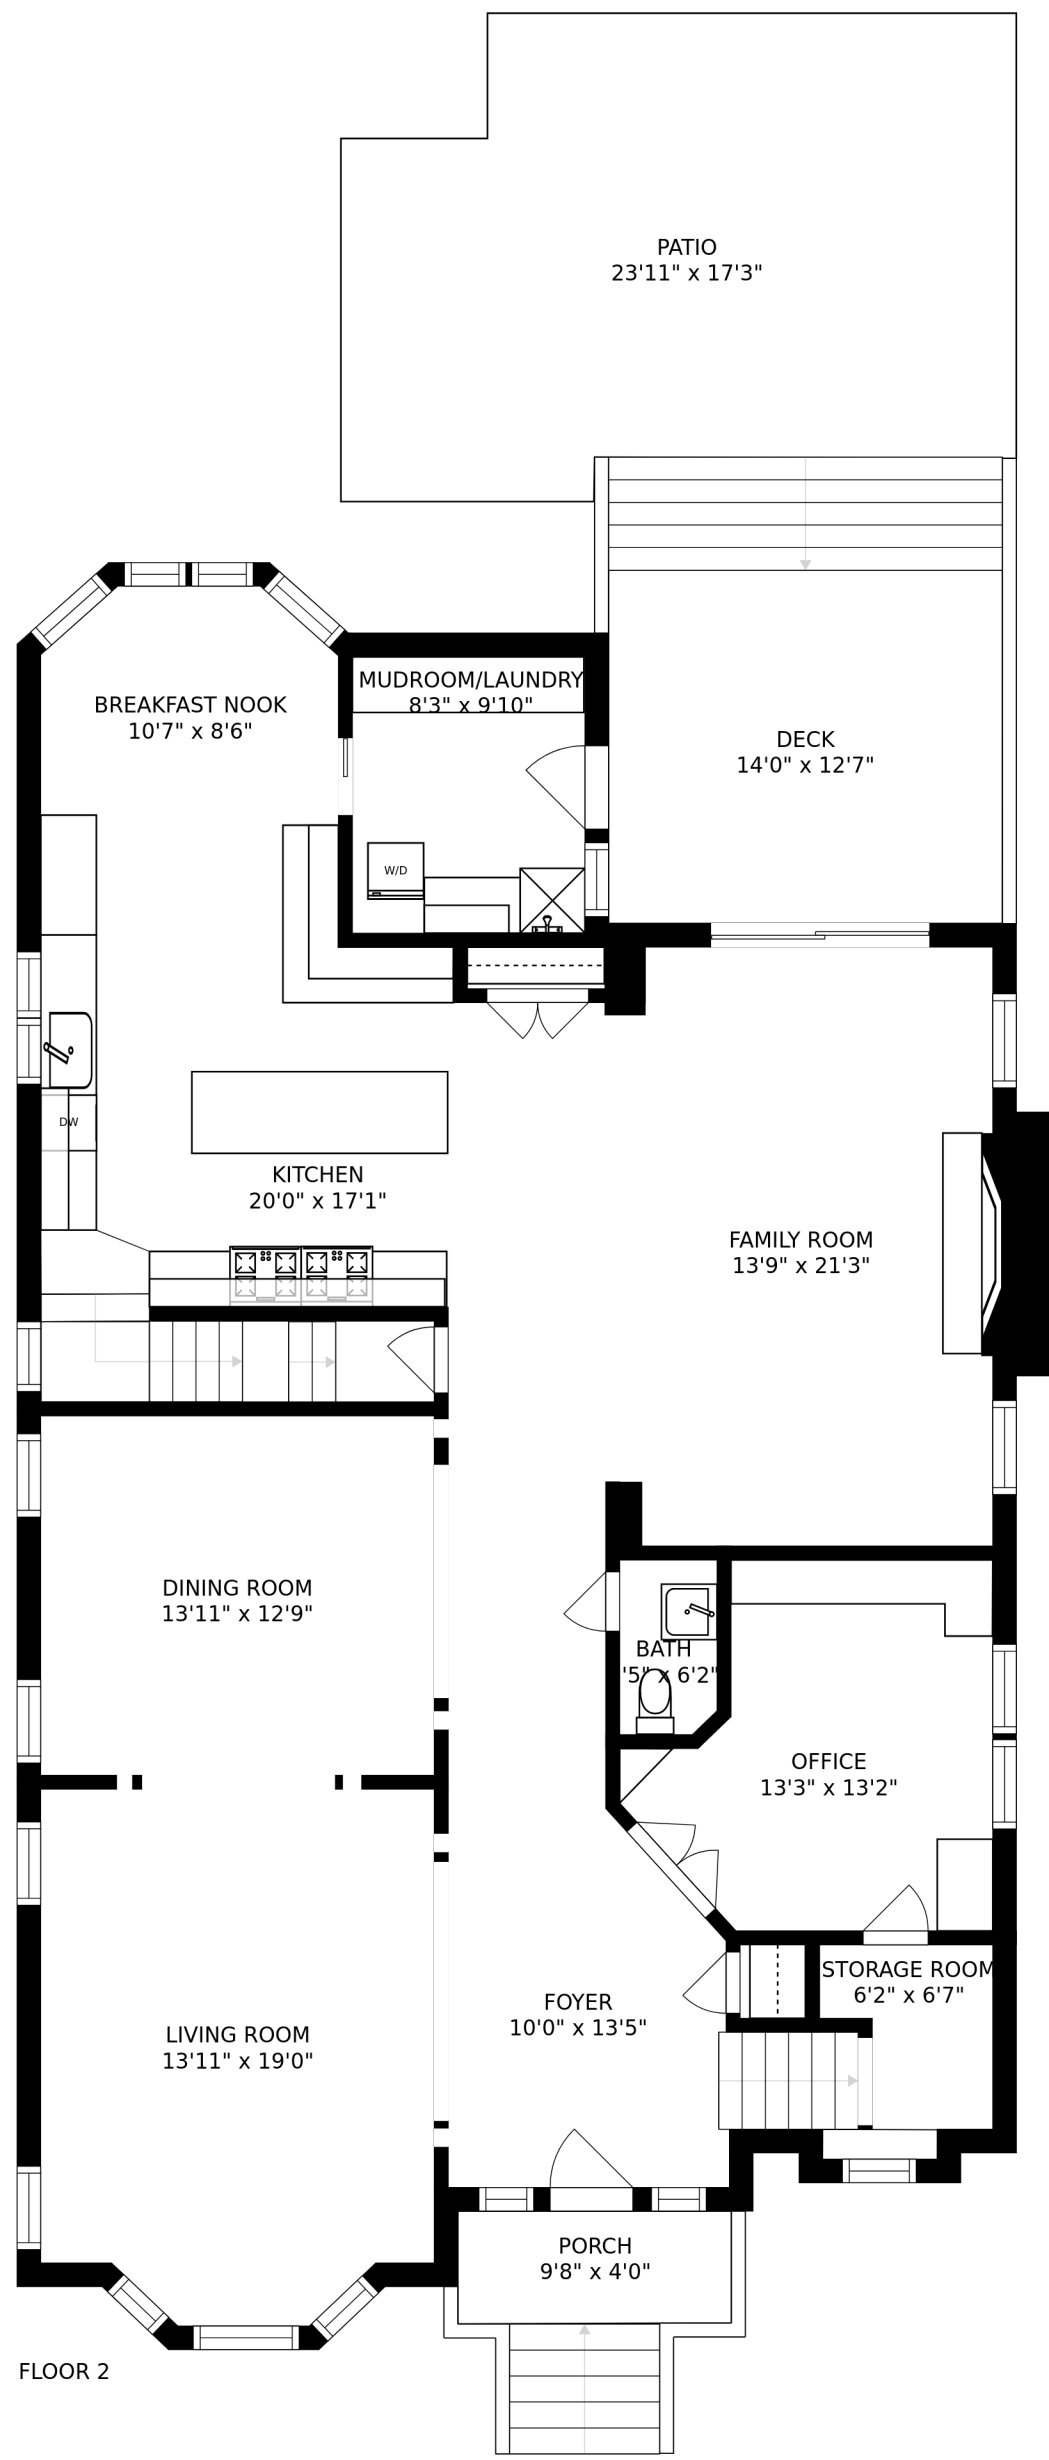 PATIO
23'11" x 17'3"
MUDROOM/LAUNDRY
8'3" x 9'10"
BREAKFAST NOOK
10'7" x 8'6"
DECK
14'0" x 12'7"
W/D
DW
KITCHEN
20'0" x 17'1"
FAMILY ROOM
13'9" x 21'3"
DINING ROOM
13'11" x 12'9"
BATH
'5" x 6'2"
OFFICE
13'3" x 13'2"
STORAGE ROOM
6'2" x 6'7"
FOYER
10'0" x 13'5"
LIVING ROOM
13'11" x 19'0"
PORCH
9'8" x 4'0"
FLOOR 2